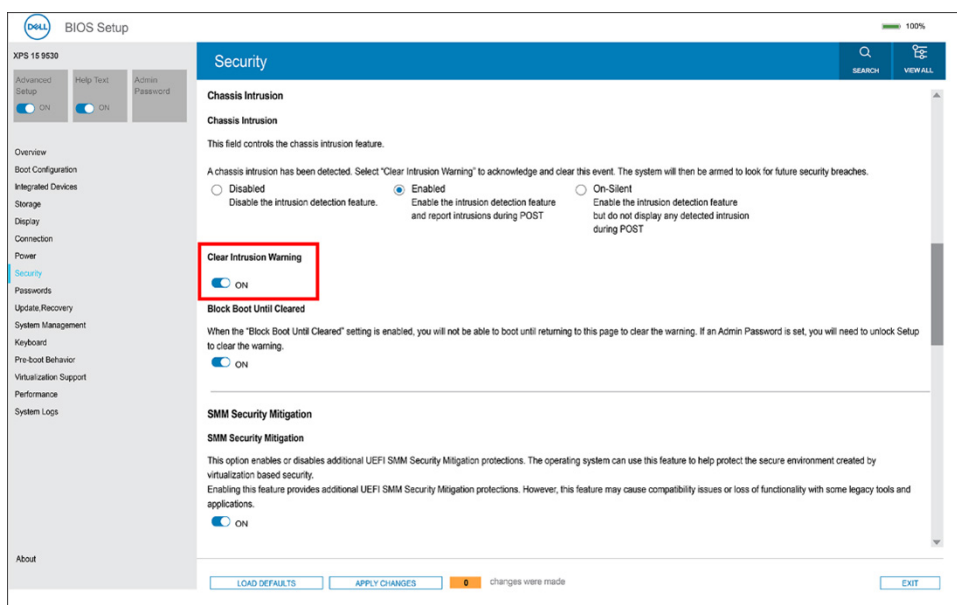 DELL BIOS Setup 100%
XPS 15 9530
Advanced Setup ON
Help Text ON
Admin Password
Overview
Boot Configuration
Integrated Devices
Storage
Display
Connection
Power
Security
Passwords
Update,Recovery
System Management
Keyboard
Pre-boot Behavior
Virtualization Support
Performance
System Logs
About
Security
SEARCH
VIEW ALL
Chassis Intrusion
Chassis Intrusion
This field controls the chassis intrusion feature.
A chassis intrusion has been detected. Select "Clear Intrusion Warning" to acknowledge and clear this event. The system will then be armed to look for future security breaches.
Disabled
Disable the intrusion detection feature.
Enabled
Enable the intrusion detection feature
and report intrusions during POST
On-Silent
Enable the intrusion detection feature
but do not display any detected intrusion
during POST
Clear Intrusion Warning
ON
Block Boot Until Cleared
When the "Block Boot Until Cleared" setting is enabled, you will not be able to boot until returning to this page to clear the warning. If an Admin Password is set, you will need to unlock Setup
to clear the warning.
ON
SMM Security Mitigation
SMM Security Mitigation
This option enables or disables additional UEFI SMM Security Mitigation protections. The operating system can use this feature to help protect the secure environment created by
virtualization based security.
Enabling this feature provides additional UEFI SMM Security Mitigation protections. However, this feature may cause compatibility issues or loss of functionality with some legacy tools and
applications.
ON
LOAD DEFAULTS APPLY CHANGES 0 changes were made EXIT